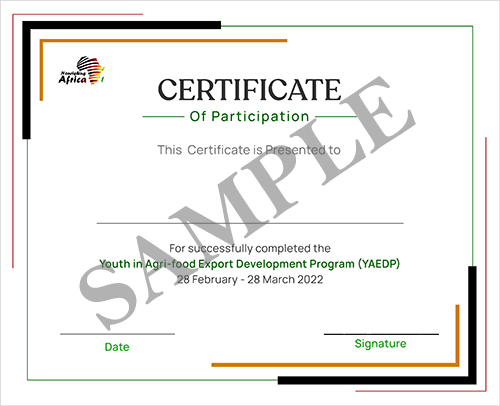 Nourishing
Africa
CERTIFICATE
Of Participation
This Certificate is Presented to
SAMPLE
For successfully completed the
Youth in Agri-food Export Development Program (YAEDP)
28 February - 28 March 2022
Date
Signature